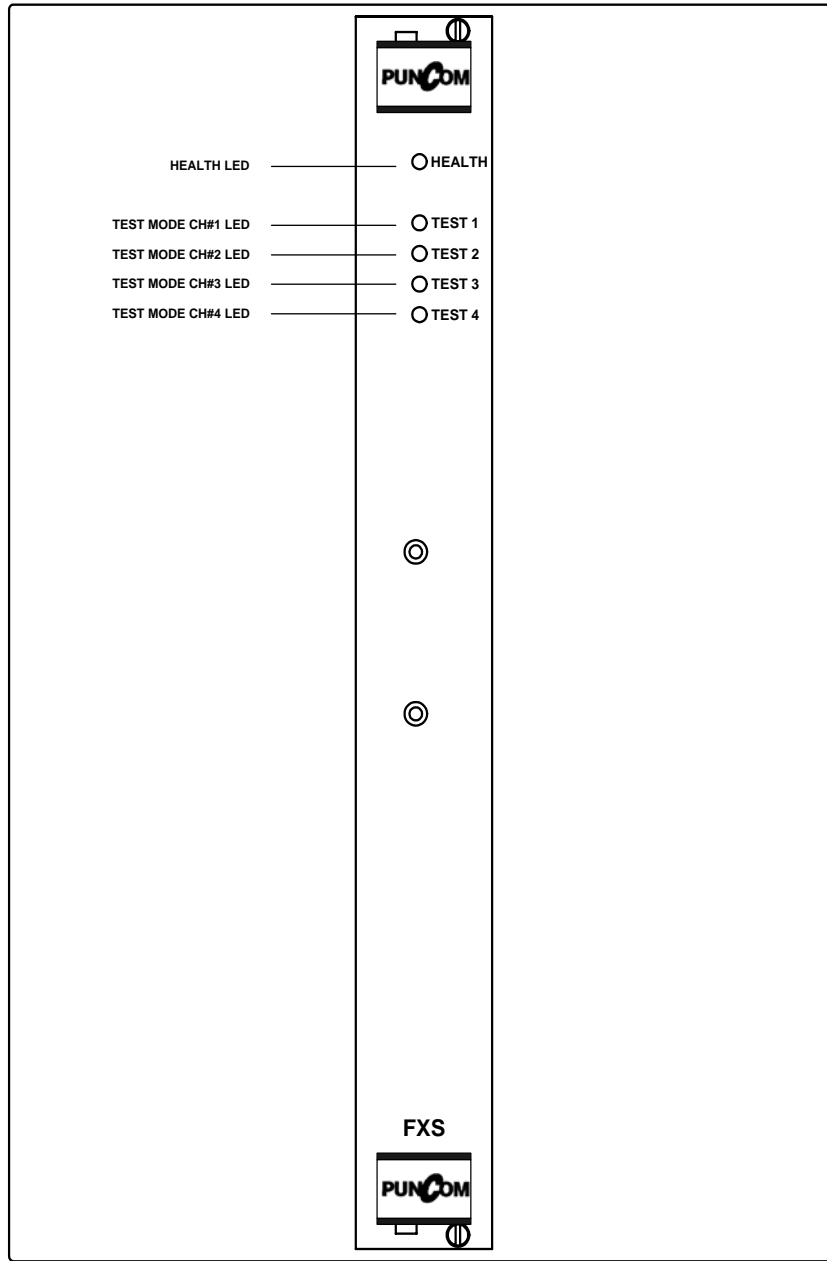 PUNCOM
HEALTH LED HEALTH
TEST MODE CH#1 LED TEST 1
TEST MODE CH#2 LED TEST 2
TEST MODE CH#3 LED TEST 3
TEST MODE CH#4 LED TEST 4
FXS
PUNCOM